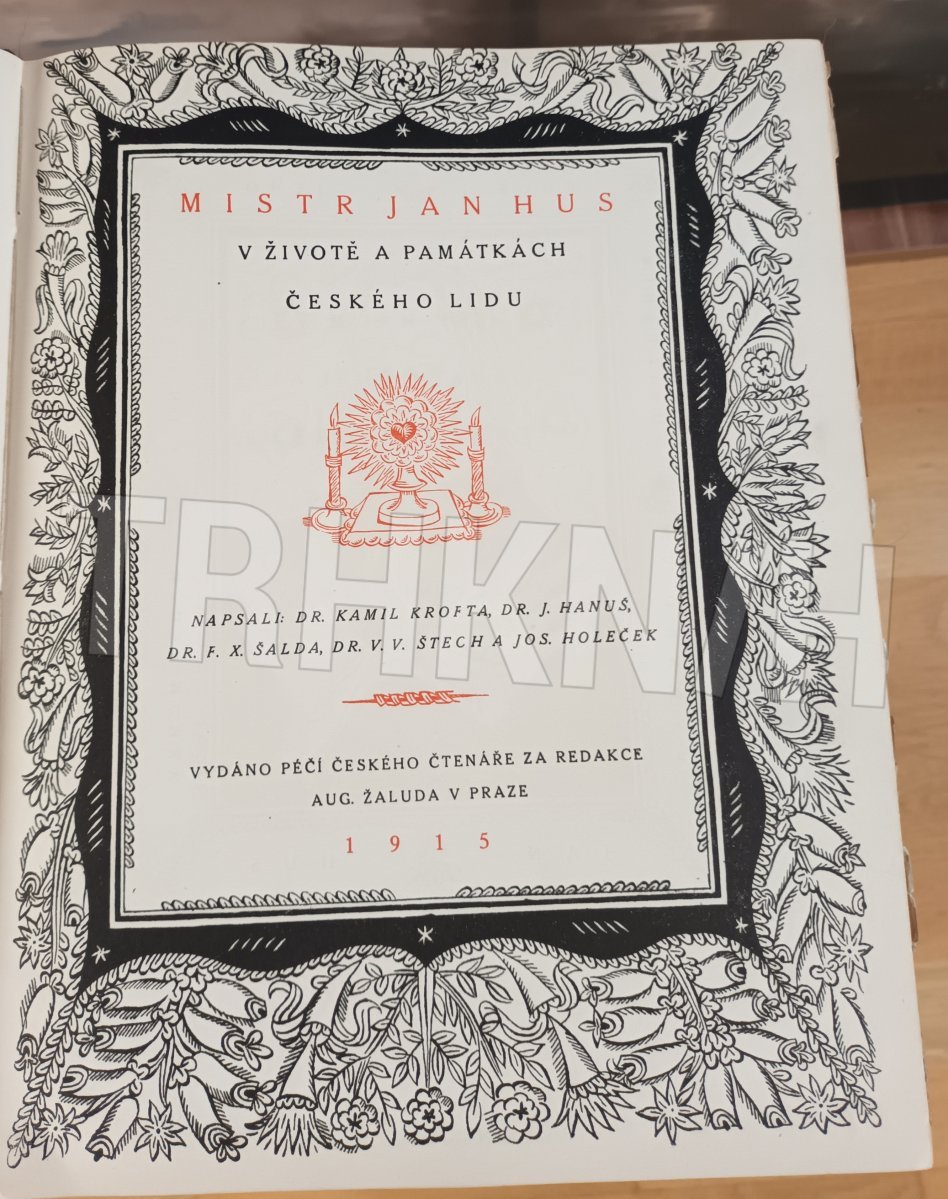 MISTR JAN HUS
V ŽIVOTĚ A PAMÁTKÁCH
ČESKÉHO LIDU
NAPSALI: DR. KAMIL KROFTA, DR. J. HANUŠ,
DR. F. X. ŠALDA, DR. V. V. ŠTECH A JOS. HOLEČEK
VYDÁNO PÉČÍ ČESKÉHO ČTENÁŘE ZA REDAKCE
AUG. ŽALUDA V PRAZE
1915
TRHKNIH